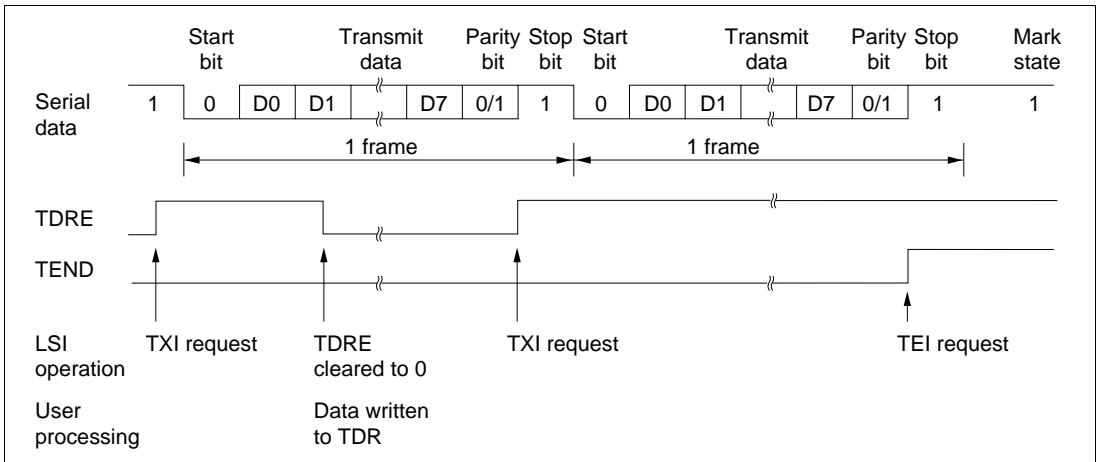 Start bit Transmit data Parity bit Stop bit Start bit Transmit data Parity bit Stop bit Mark state
Serial data 1 0 D0 D1 D7 0/1 1 0 D0 D1 D7 0/1 1 1
1 frame 1 frame
TDRE
TEND
LSI operation TXI request TDRE cleared to 0 TXI request TEI request
User processing Data written to TDR